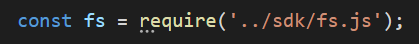 const fs = require('../sdk/fs.js');